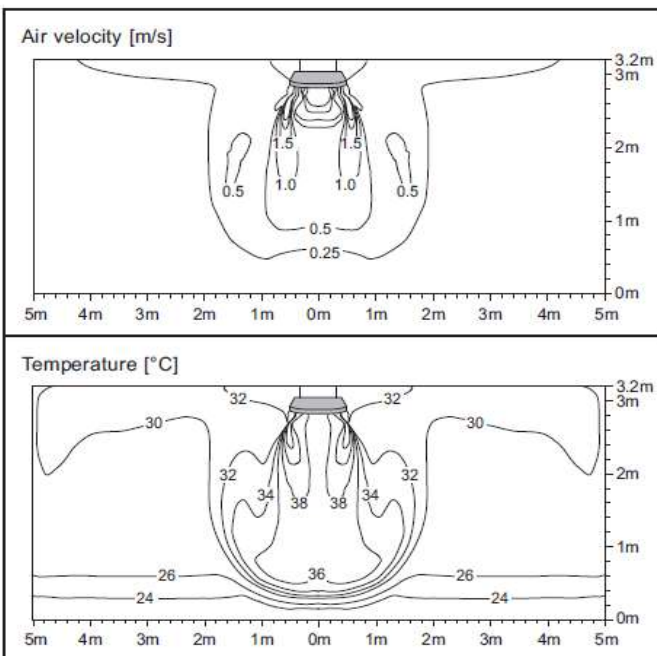 Air velocity [m/s]
3.2m
3m
1.5 1.5
2m
0.5 1.0 1.0 0.5
0.5
1m
0.25
0m
5m 4m 3m 2m 1m 0m 1m 2m 3m 4m 5m
Temperature [°C]
3.2m
32 32
3m
30 30
32 32
2m
34 38 38 34
1m
26 36 26
24 24
0m
5m 4m 3m 2m 1m 0m 1m 2m 3m 4m 5m